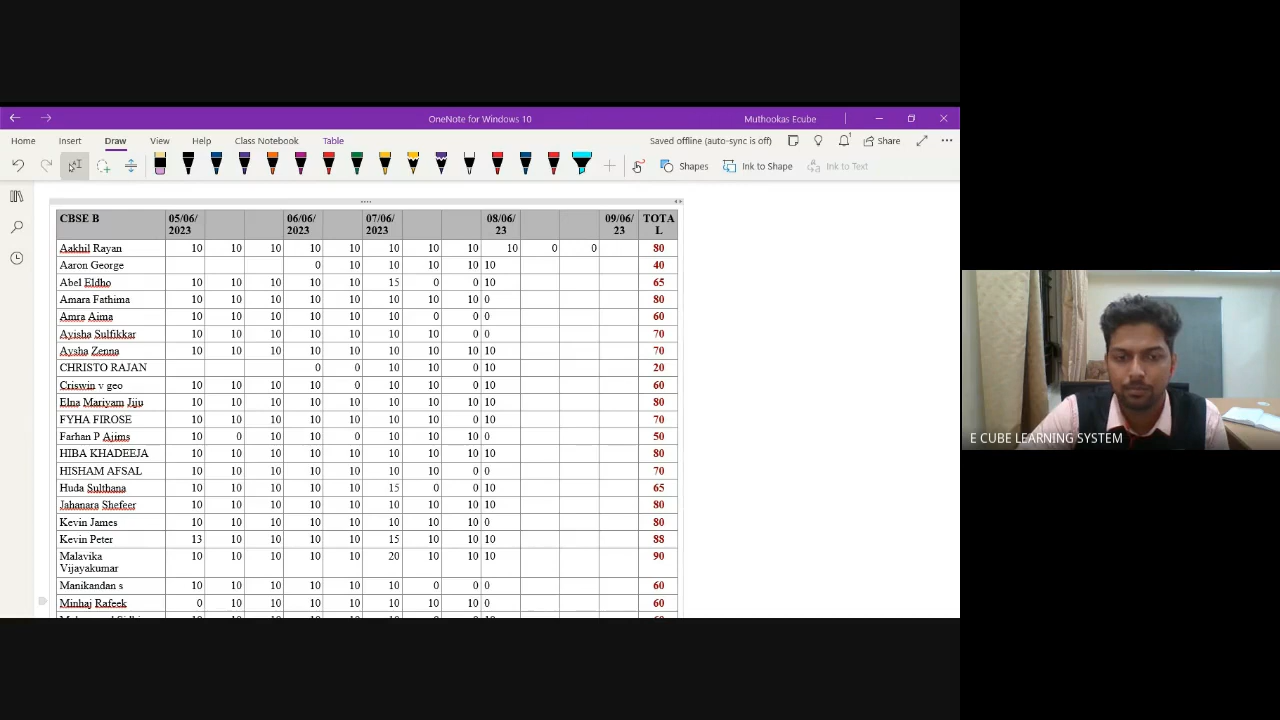 OneNote for Windows 10
Muthookas Ecube
Home Insert Draw View Help Class Notebook Table
Saved offline (auto-sync is off)
Share
Shapes Ink to Shape Ink to Text
CBSE B 05/06/2023 06/06/2023 07/06/2023 08/06/23 09/06/23 TOTAL
Aakhil Rayan 10 10 10 10 10 10 10 10 10 0 0 80
Aaron George 0 10 10 10 10 10 40
Abel Eldho 10 10 10 10 10 15 0 0 10 65
Amara Fathima 10 10 10 10 10 10 10 10 0 80
Amra Aima 10 10 10 10 10 10 0 0 0 60
Ayisha Sulfikkar 10 10 10 10 10 10 10 0 0 70
Aysha Zenna 10 10 10 10 10 10 10 10 10 70
CHRISTO RAJAN 0 0 10 10 0 10 20
Criswin v geo 10 10 10 10 0 10 10 0 10 60
Elna Mariyam Jiju 10 10 10 10 10 10 10 10 10 80
FYHA FIROSE 10 10 10 10 10 10 10 0 10 70
Farhan P Ajims 10 0 10 10 0 10 10 10 0 50
HIBA KHADEEJA 10 10 10 10 10 10 10 10 10 80
HISHAM AFSAL 10 10 10 10 10 10 10 0 0 70
Huda Sulthana 10 10 10 10 10 15 0 0 10 65
Jahanara Shefeer 10 10 10 10 10 10 10 10 10 80
Kevin James 10 10 10 10 10 10 10 10 0 80
Kevin Peter 13 10 10 10 10 15 10 10 10 88
Malavika 10 10 10 10 10 20 10 10 10 90
Vijayakumar
Manikandan s 10 10 10 10 10 10 0 0 0 60
Minhaj Rafeek 0 10 10 10 10 10 10 10 0 60
E CUBE LEARNING SYSTEM